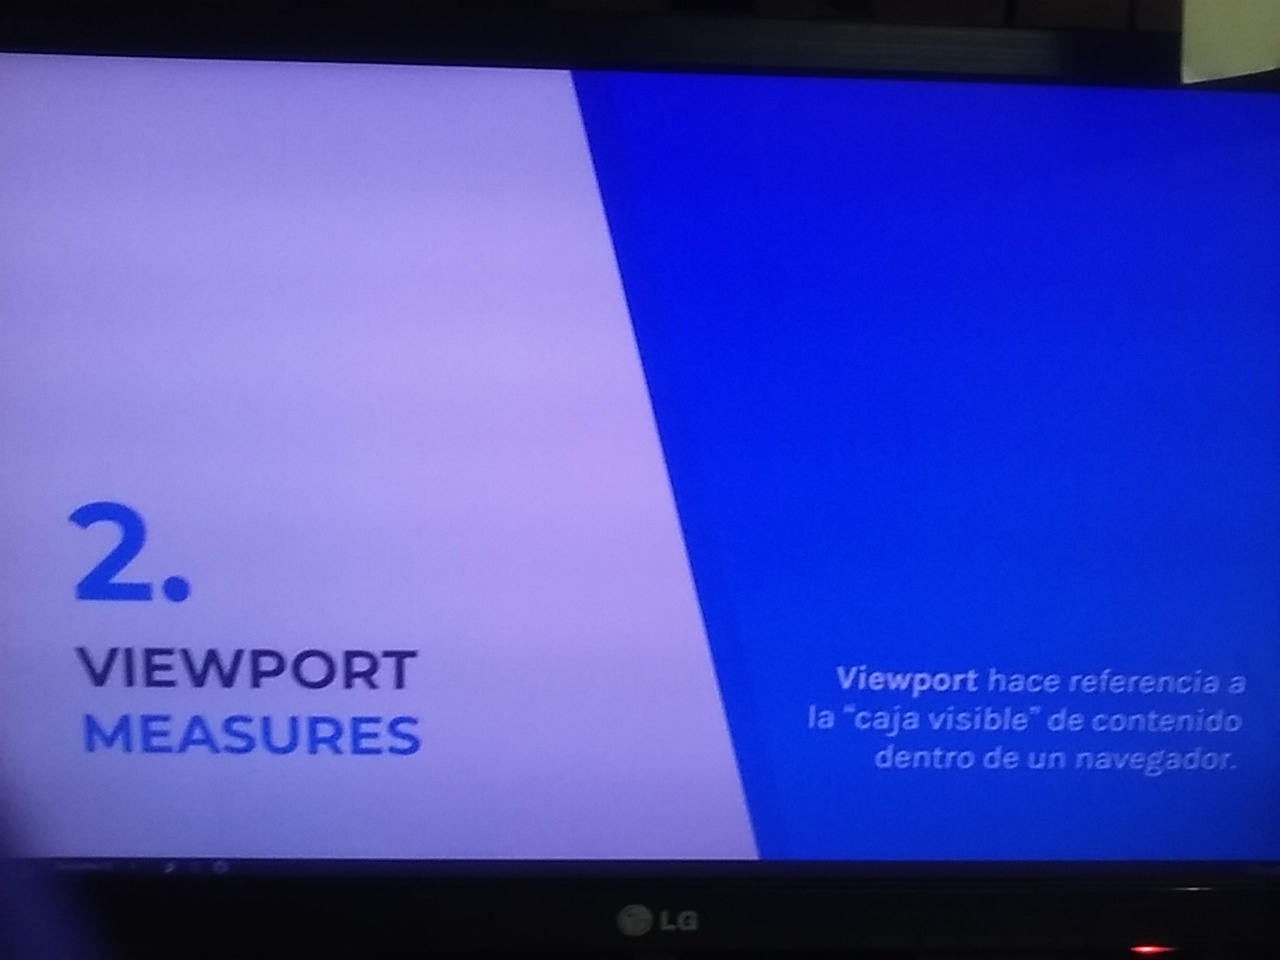 2.
VIEWPORT
MEASURES
Viewport hace referencia a
la “caja visible” de contenido
dentro de un navegador.
LG